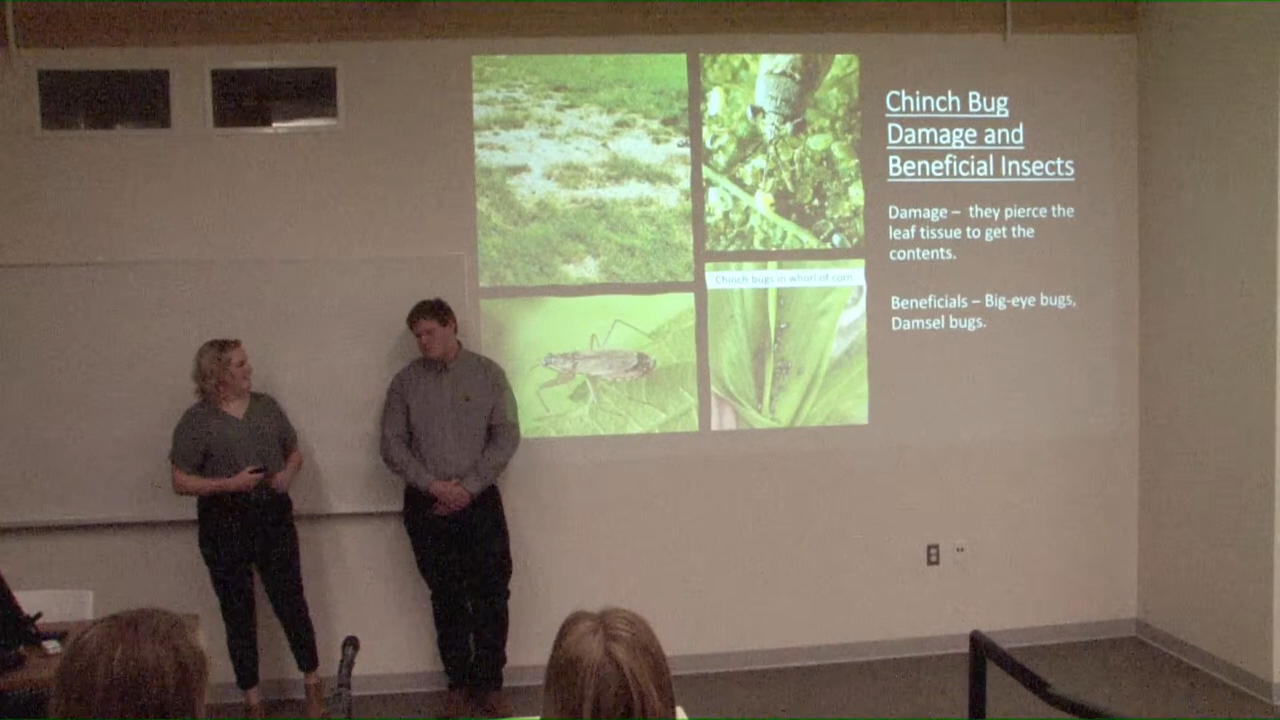 Chinch Bug
Damage and
Beneficial Insects
Damage – they pierce the
leaf tissue to get the
contents.
Beneficials – Big-eye bugs,
Damsel bugs.
Chinch bugs in whorl of corn